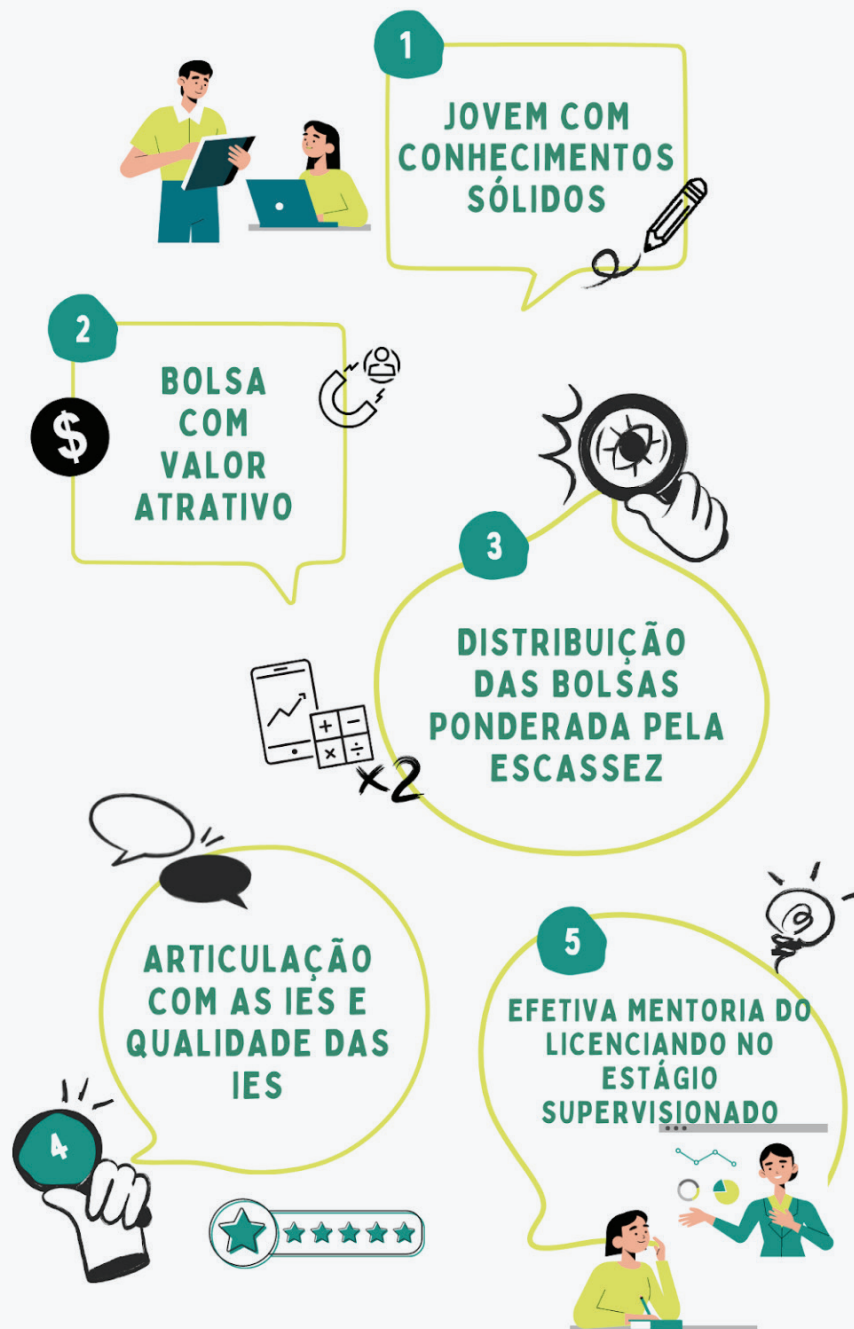 1
JOVEM COM
CONHECIMENTOS
SÓLIDOS
2
$
BOLSA
COM
VALOR
ATRATIVO
3
DISTRIBUIÇÃO
DAS BOLSAS
PONDERADA PELA
ESCASSEZ
+ −
× ÷
×2
ARTICULAÇÃO
COM AS IES E
QUALIDADE DAS
IES
4
5
EFETIVA MENTORIA DO
LICENCIANDO NO
ESTÁGIO
SUPERVISIONADO